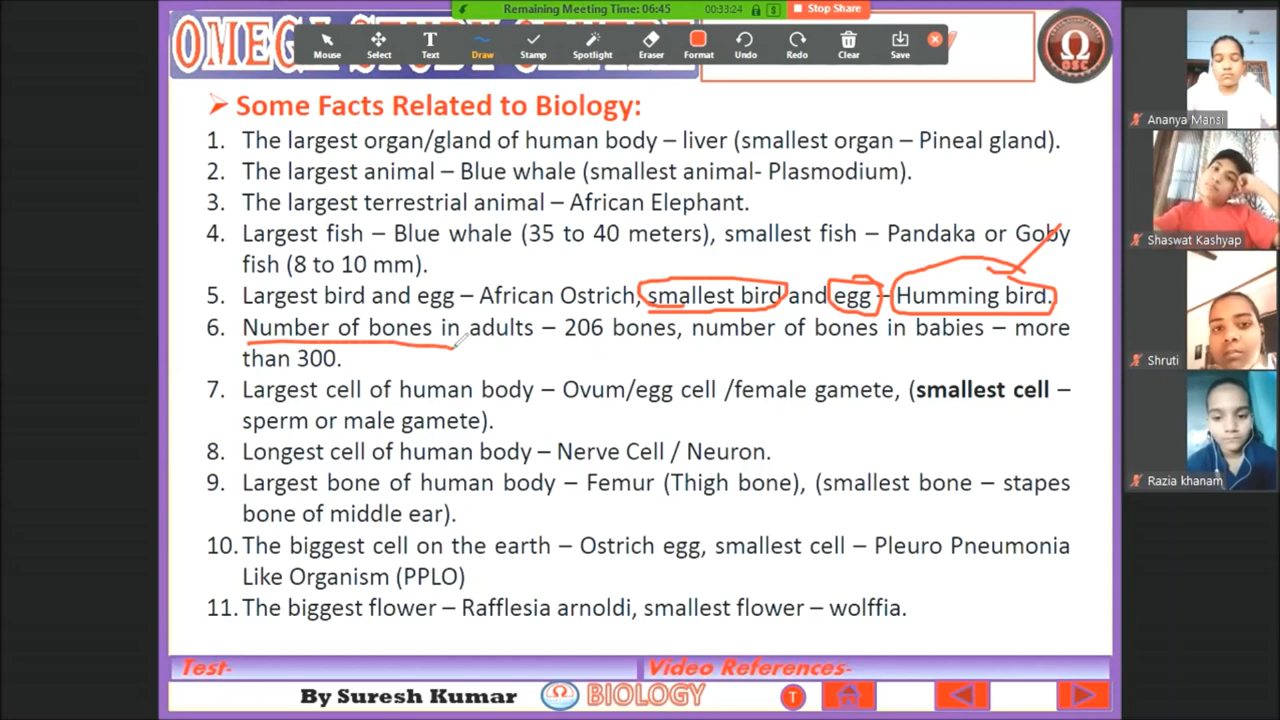 Remaining Meeting Time: 06:45 00:33:24 Stop Share
Mouse Select Text Draw Stamp Spotlight Eraser Format Undo Redo Clear Save
OSC
➢ Some Facts Related to Biology:
1. The largest organ/gland of human body – liver (smallest organ – Pineal gland).
2. The largest animal – Blue whale (smallest animal- Plasmodium).
3. The largest terrestrial animal – African Elephant.
4. Largest fish – Blue whale (35 to 40 meters), smallest fish – Pandaka or Goby
fish (8 to 10 mm).
5. Largest bird and egg – African Ostrich, smallest bird and egg – Humming bird.
6. Number of bones in adults – 206 bones, number of bones in babies – more
than 300.
7. Largest cell of human body – Ovum/egg cell /female gamete, (smallest cell –
sperm or male gamete).
8. Longest cell of human body – Nerve Cell / Neuron.
9. Largest bone of human body – Femur (Thigh bone), (smallest bone – stapes
bone of middle ear).
10. The biggest cell on the earth – Ostrich egg, smallest cell – Pleuro Pneumonia
Like Organism (PPLO)
11. The biggest flower – Rafflesia arnoldi, smallest flower – wolffia.
Test- Video References-
By Suresh Kumar BIOLOGY T
Ananya Mansi
Shaswat Kashyap
Shruti
Razia khanam